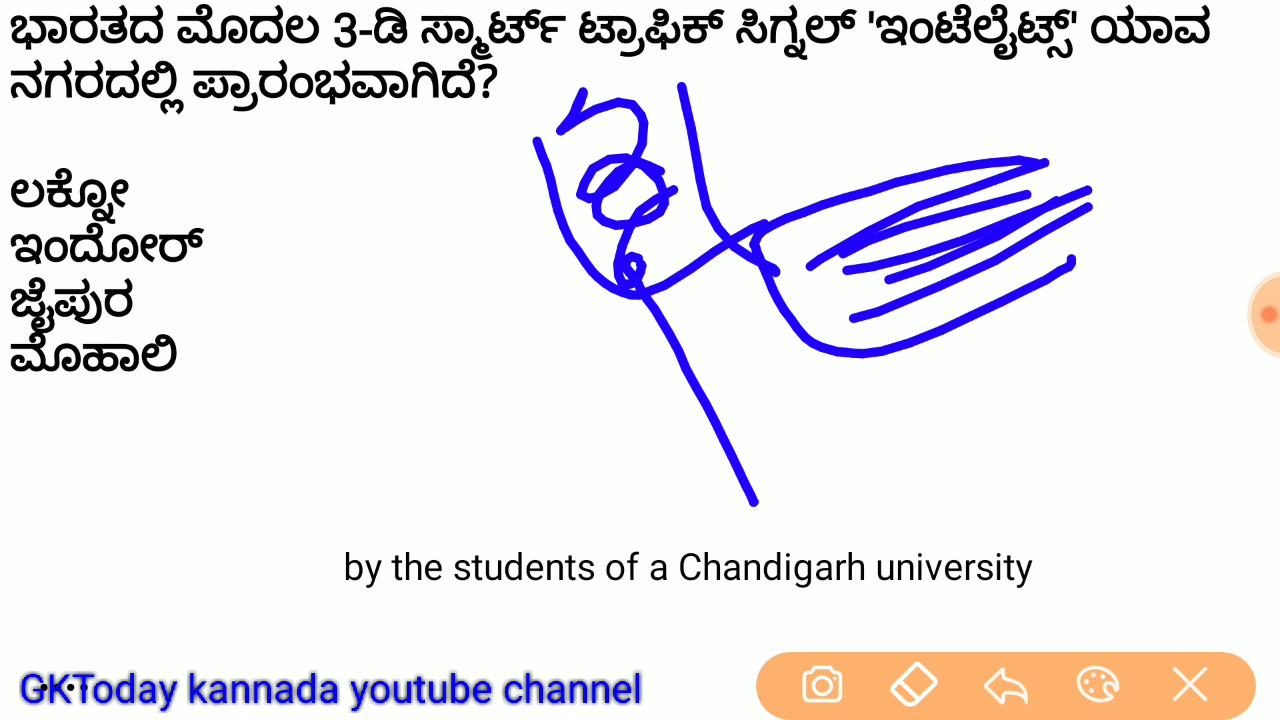 ಭಾರತದ ಮೊದಲ 3-ಡಿ ಸ್ಮಾರ್ಟ್ ಟ್ರಾಫಿಕ್ ಸಿಗ್ನಲ್ 'ಇಂಟೆಲೈಟ್ಸ್' ಯಾವ
ನಗರದಲ್ಲಿ ಪ್ರಾರಂಭವಾಗಿದೆ?
ಲಕ್ನೋ
ಇಂದೋರ್
ಜೈಪುರ
ಮೊಹಾಲಿ
by the students of a Chandigarh university
GKToday kannada youtube channel